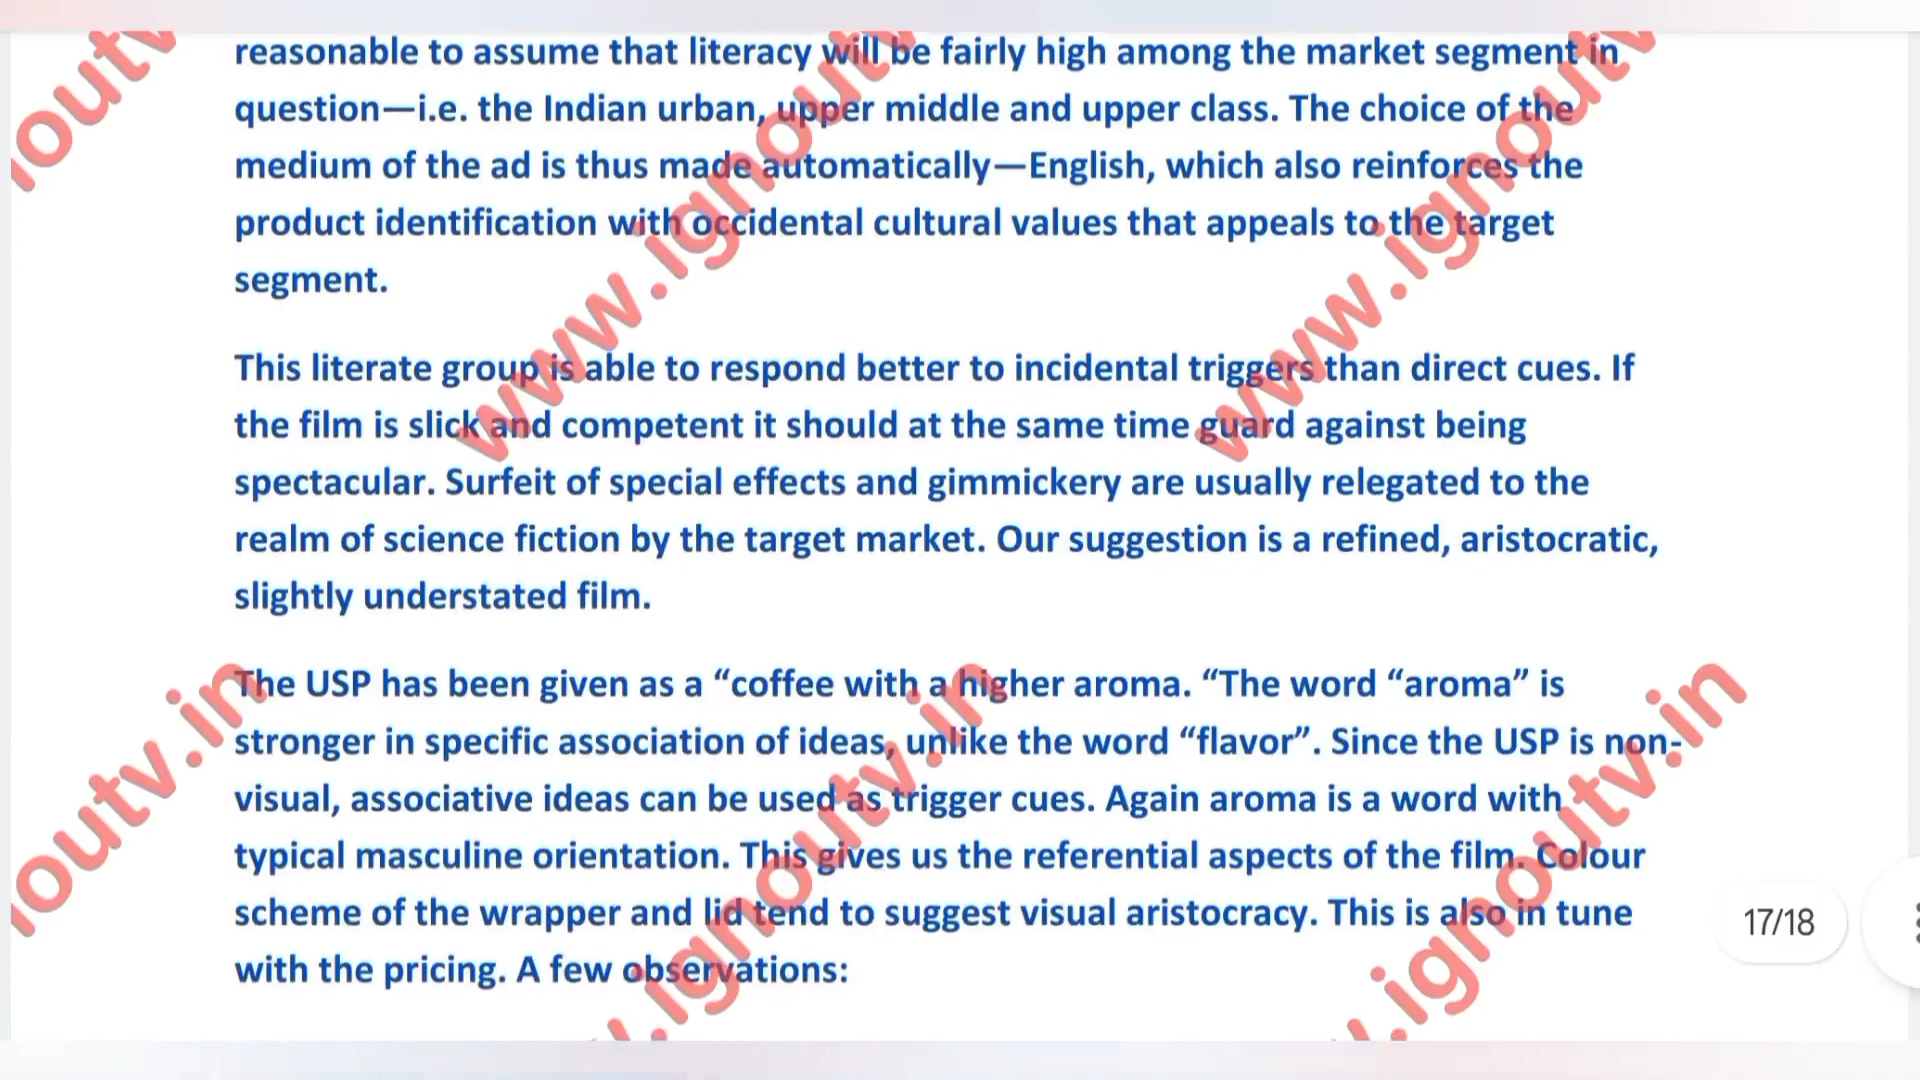 reasonable to assume that literacy will be fairly high among the market segment in
question—i.e. the Indian urban, upper middle and upper class. The choice of the
medium of the ad is thus made automatically—English, which also reinforces the
product identification with occidental cultural values that appeals to the target
segment.
This literate group is able to respond better to incidental triggers than direct cues. If
the film is slick and competent it should at the same time guard against being
spectacular. Surfeit of special effects and gimmickery are usually relegated to the
realm of science fiction by the target market. Our suggestion is a refined, aristocratic,
slightly understated film.
The USP has been given as a “coffee with a higher aroma. “The word “aroma” is
stronger in specific association of ideas, unlike the word “flavor”. Since the USP is non-
visual, associative ideas can be used as trigger cues. Again aroma is a word with
typical masculine orientation. This gives us the referential aspects of the film. Colour
scheme of the wrapper and lid tend to suggest visual aristocracy. This is also in tune
with the pricing. A few observations:
17/18
outv
www.ignoutv
www.ignoutv
outv.in
.ignoutv.in
.ignoutv.in